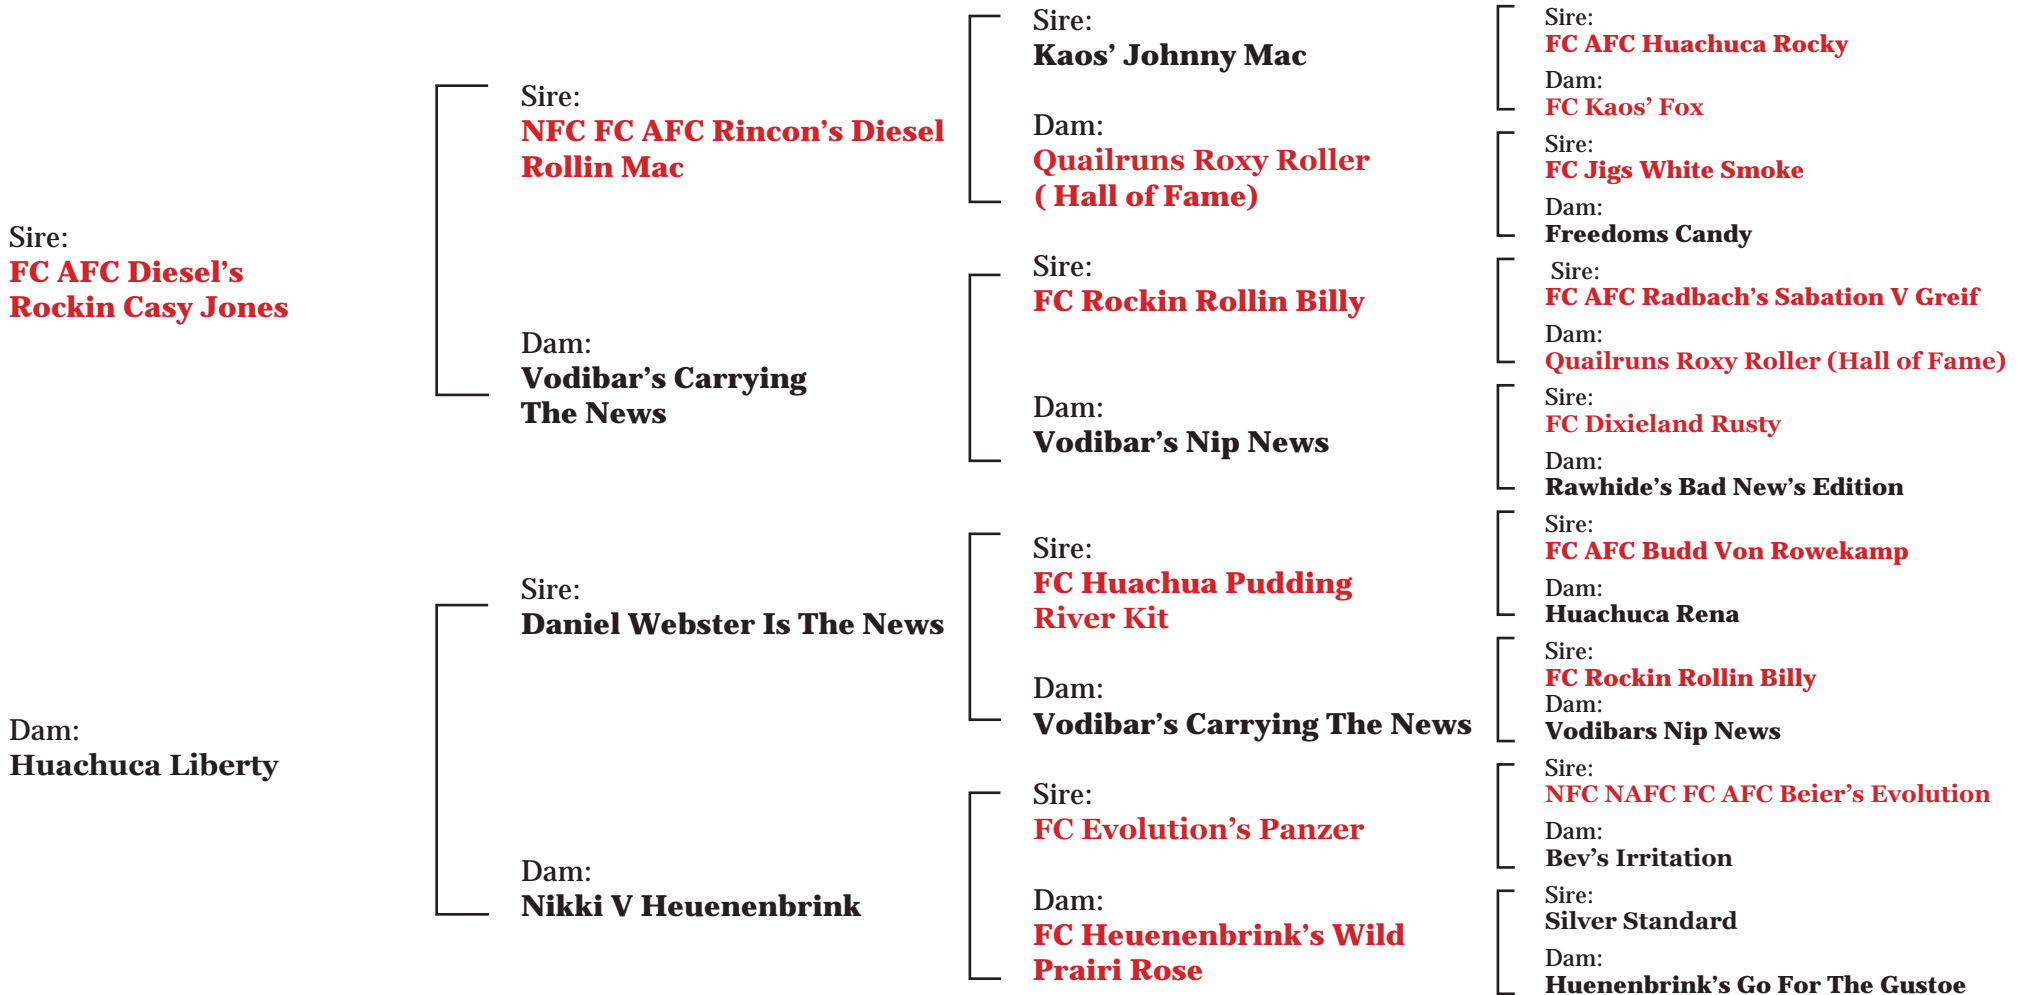 Sire:
FC AFC Diesel’s
Rockin Casy Jones
Dam:
Huachuca Liberty
Sire:
NFC FC AFC Rincon’s Diesel
Rollin Mac
Dam:
Vodibar’s Carrying
The News
Sire:
Daniel Webster Is The News
Dam:
Nikki V Heuenenbrink
Sire:
Kaos’ Johnny Mac
Dam:
Quailruns Roxy Roller
( Hall of Fame)
Sire:
FC Rockin Rollin Billy
Dam:
Vodibar’s Nip News
Sire:
FC Huachua Pudding
River Kit
Dam:
Vodibar’s Carrying The News
Sire:
FC Evolution’s Panzer
Dam:
FC Heuenenbrink’s Wild
Prairi Rose
Sire:
FC AFC Huachuca Rocky
Dam:
FC Kaos’ Fox
Sire:
FC Jigs White Smoke
Dam:
Freedoms Candy
Sire:
FC AFC Radbach’s Sabation V Greif
Dam:
Quailruns Roxy Roller (Hall of Fame)
Sire:
FC Dixieland Rusty
Dam:
Rawhide’s Bad New’s Edition
Sire:
FC AFC Budd Von Rowekamp
Dam:
Huachuca Rena
Sire:
FC Rockin Rollin Billy
Dam:
Vodibars Nip News
Sire:
NFC NAFC FC AFC Beier’s Evolution
Dam:
Bev’s Irritation
Sire:
Silver Standard
Dam:
Huenenbrink’s Go For The Gustoe